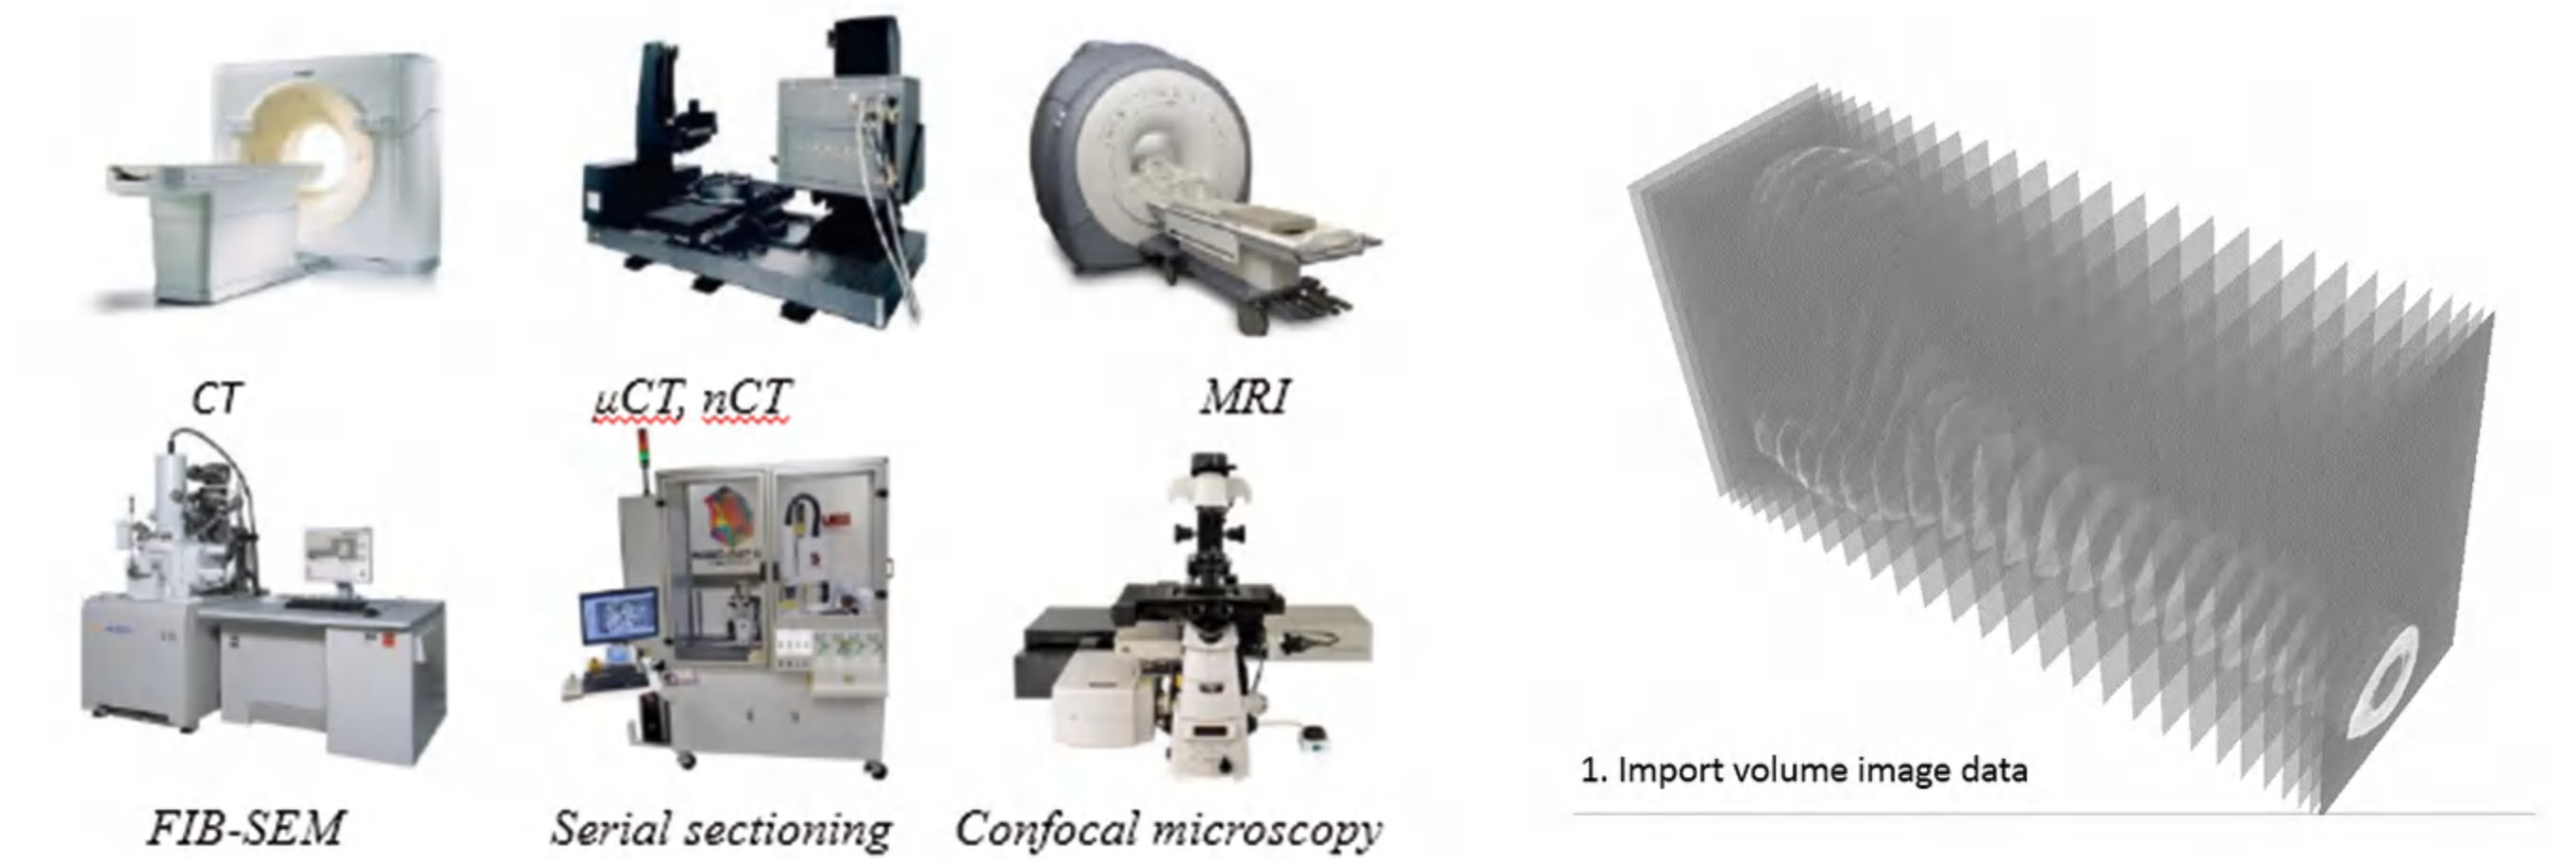 CT
µCT, nCT
MRI
FIB-SEM
Serial sectioning
Confocal microscopy
1. Import volume image data